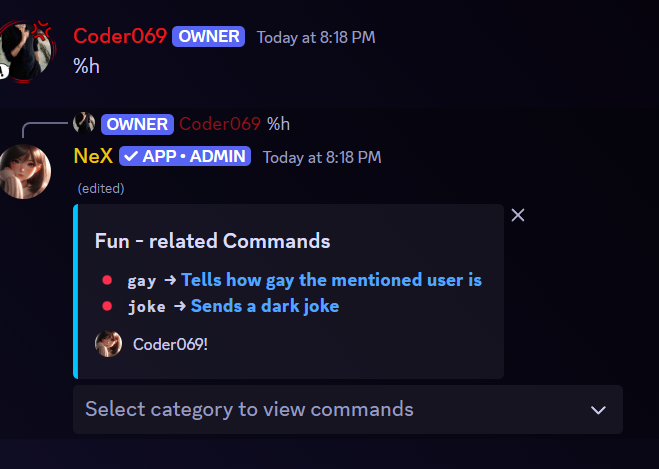 Coder069 OWNER Today at 8:18 PM
%h
OWNER Coder069 %h
NeX ✓ APP • ADMIN Today at 8:18 PM
(edited)
Fun - related Commands
• gay → Tells how gay the mentioned user is
• joke → Sends a dark joke
Coder069!
Select category to view commands